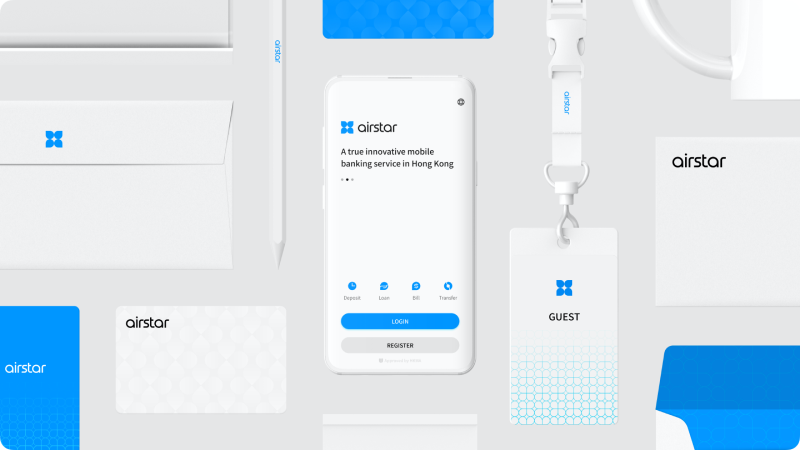 airstar
airstar
airstar
A true innovative mobile
banking service in Hong Kong
Deposit
Loan
Bill
Transfer
LOGIN
REGISTER
airstar
GUEST
airstar
airstar
airstar